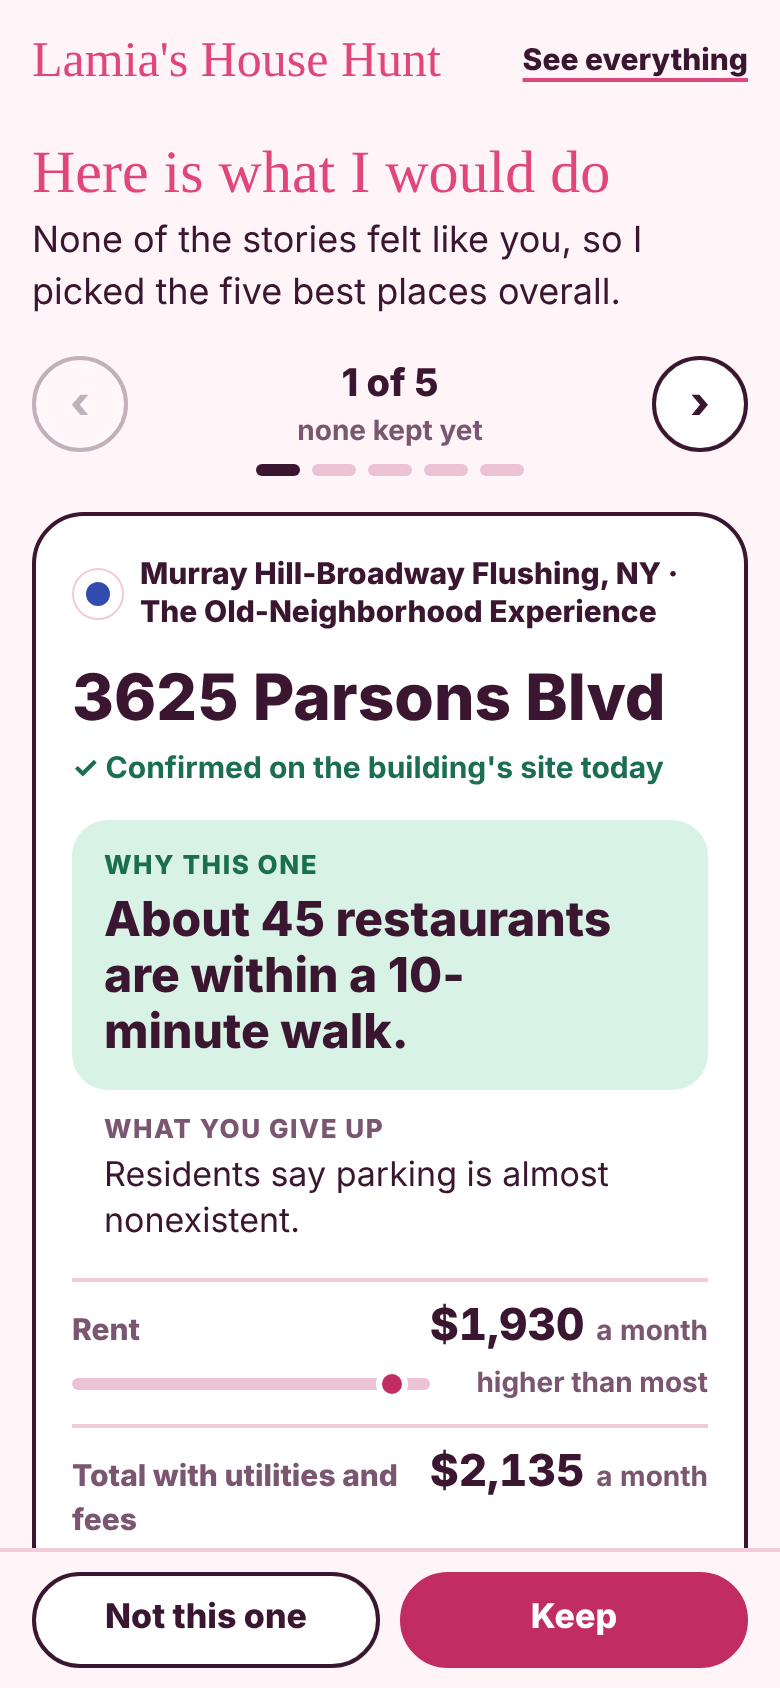 Lamia's House Hunt
See everything
Here is what I would do
None of the stories felt like you, so I
picked the five best places overall.
‹
1 of 5
›
none kept yet
Murray Hill-Broadway Flushing, NY ·
The Old-Neighborhood Experience
3625 Parsons Blvd
✓ Confirmed on the building's site today
WHY THIS ONE
About 45 restaurants
are within a 10-
minute walk.
WHAT YOU GIVE UP
Residents say parking is almost
nonexistent.
Rent
$1,930 a month
higher than most
Total with utilities and
fees
$2,135 a month
Not this one
Keep